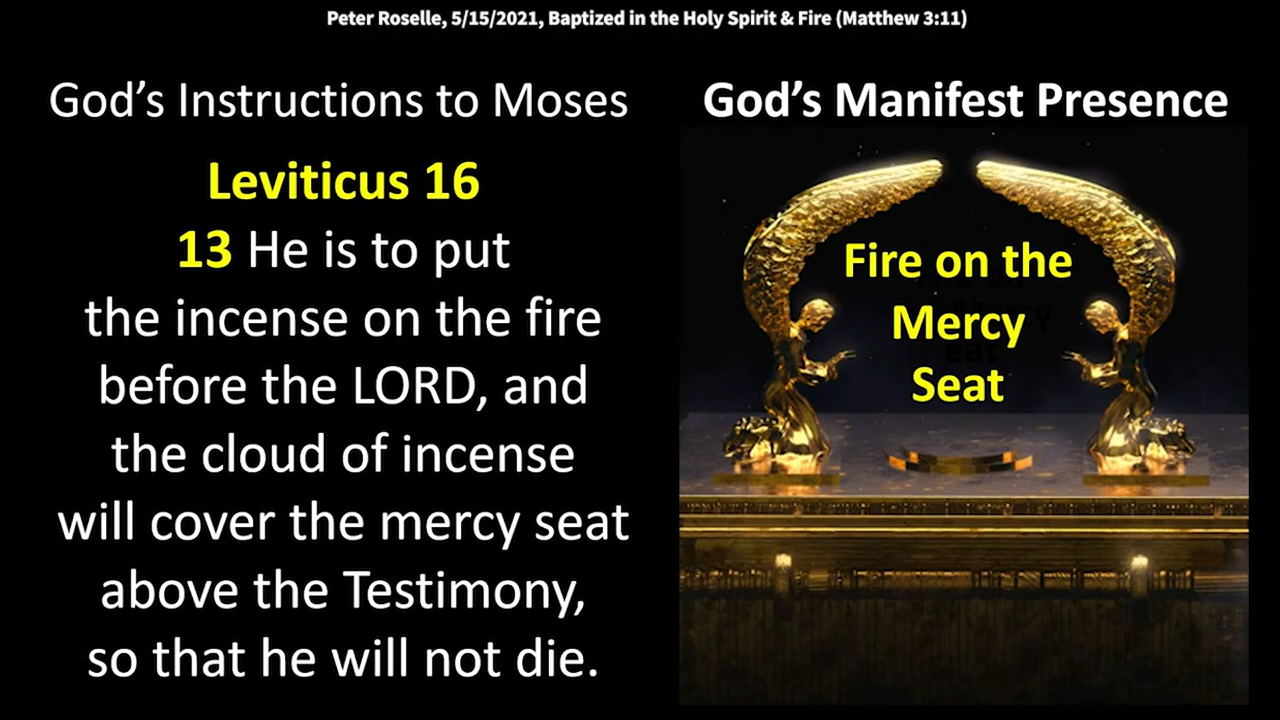 Peter Roselle, 5/15/2021, Baptized in the Holy Spirit & Fire (Matthew 3:11)
God’s Instructions to Moses
Leviticus 16
13 He is to put
the incense on the fire
before the LORD, and
the cloud of incense
will cover the mercy seat
above the Testimony,
so that he will not die.
God’s Manifest Presence
Fire on the
Mercy
Seat